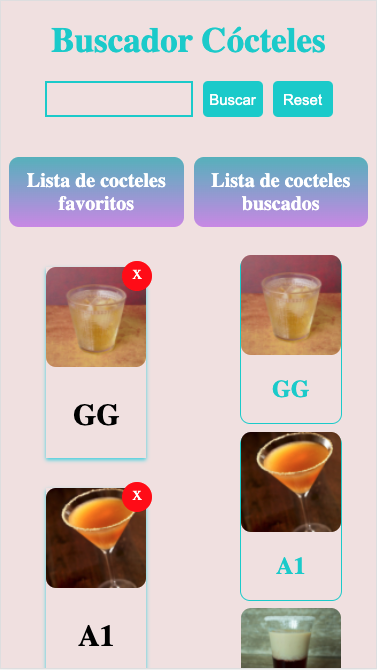 Buscador Cócteles
Buscar
Reset
Lista de cocteles
favoritos
Lista de cocteles
buscados
X
GG
X
A1
GG
A1